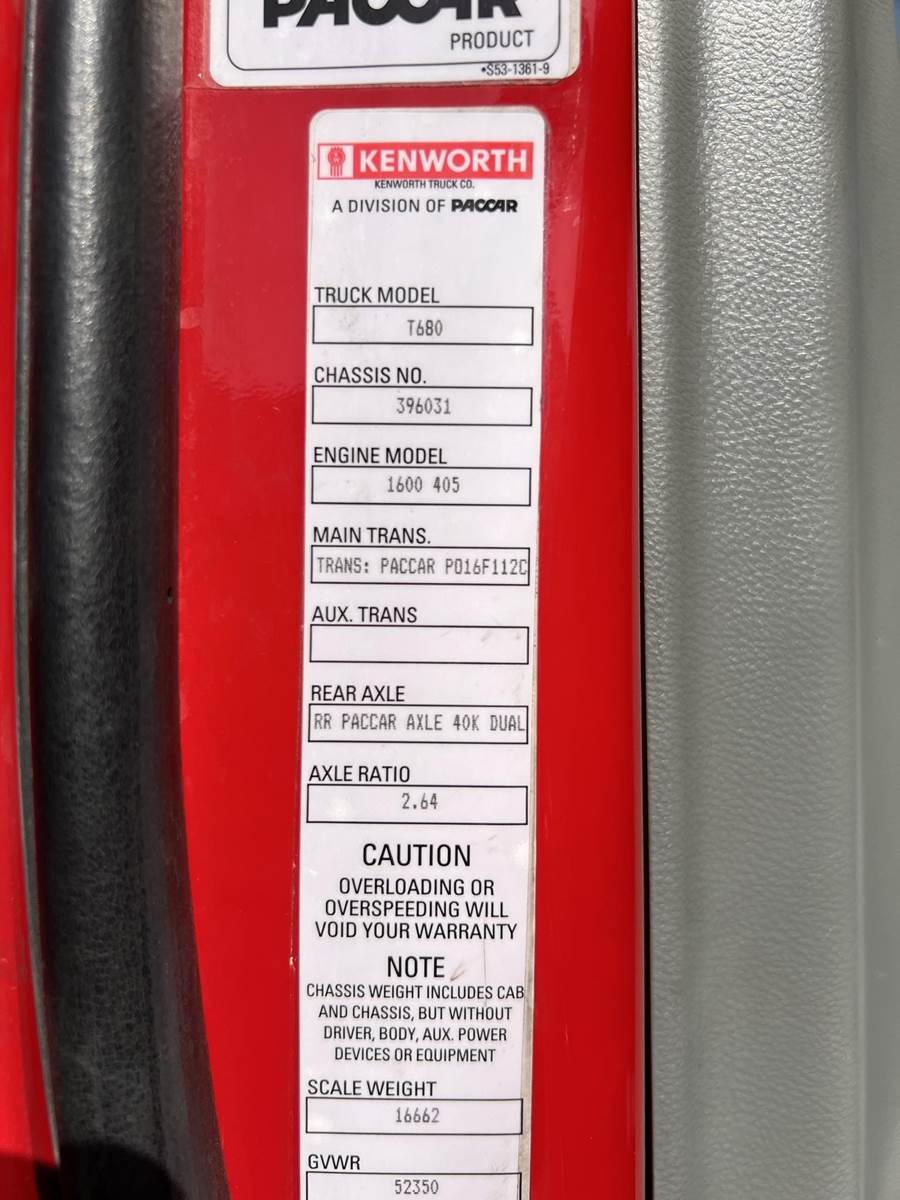 PACCAR
PRODUCT
•S53-1361-9
KENWORTH
KENWORTH TRUCK CO.
A DIVISION OF PACCAR
TRUCK MODEL
T680
CHASSIS NO.
396031
ENGINE MODEL
1600 405
MAIN TRANS.
TRANS: PACCAR PO16F112C
AUX. TRANS
REAR AXLE
RR PACCAR AXLE 40K DUAL
AXLE RATIO
2.64
CAUTION
OVERLOADING OR
OVERSPEEDING WILL
VOID YOUR WARRANTY
NOTE
CHASSIS WEIGHT INCLUDES CAB
AND CHASSIS, BUT WITHOUT
DRIVER, BODY, AUX. POWER
DEVICES OR EQUIPMENT
SCALE WEIGHT
16662
GVWR
52350